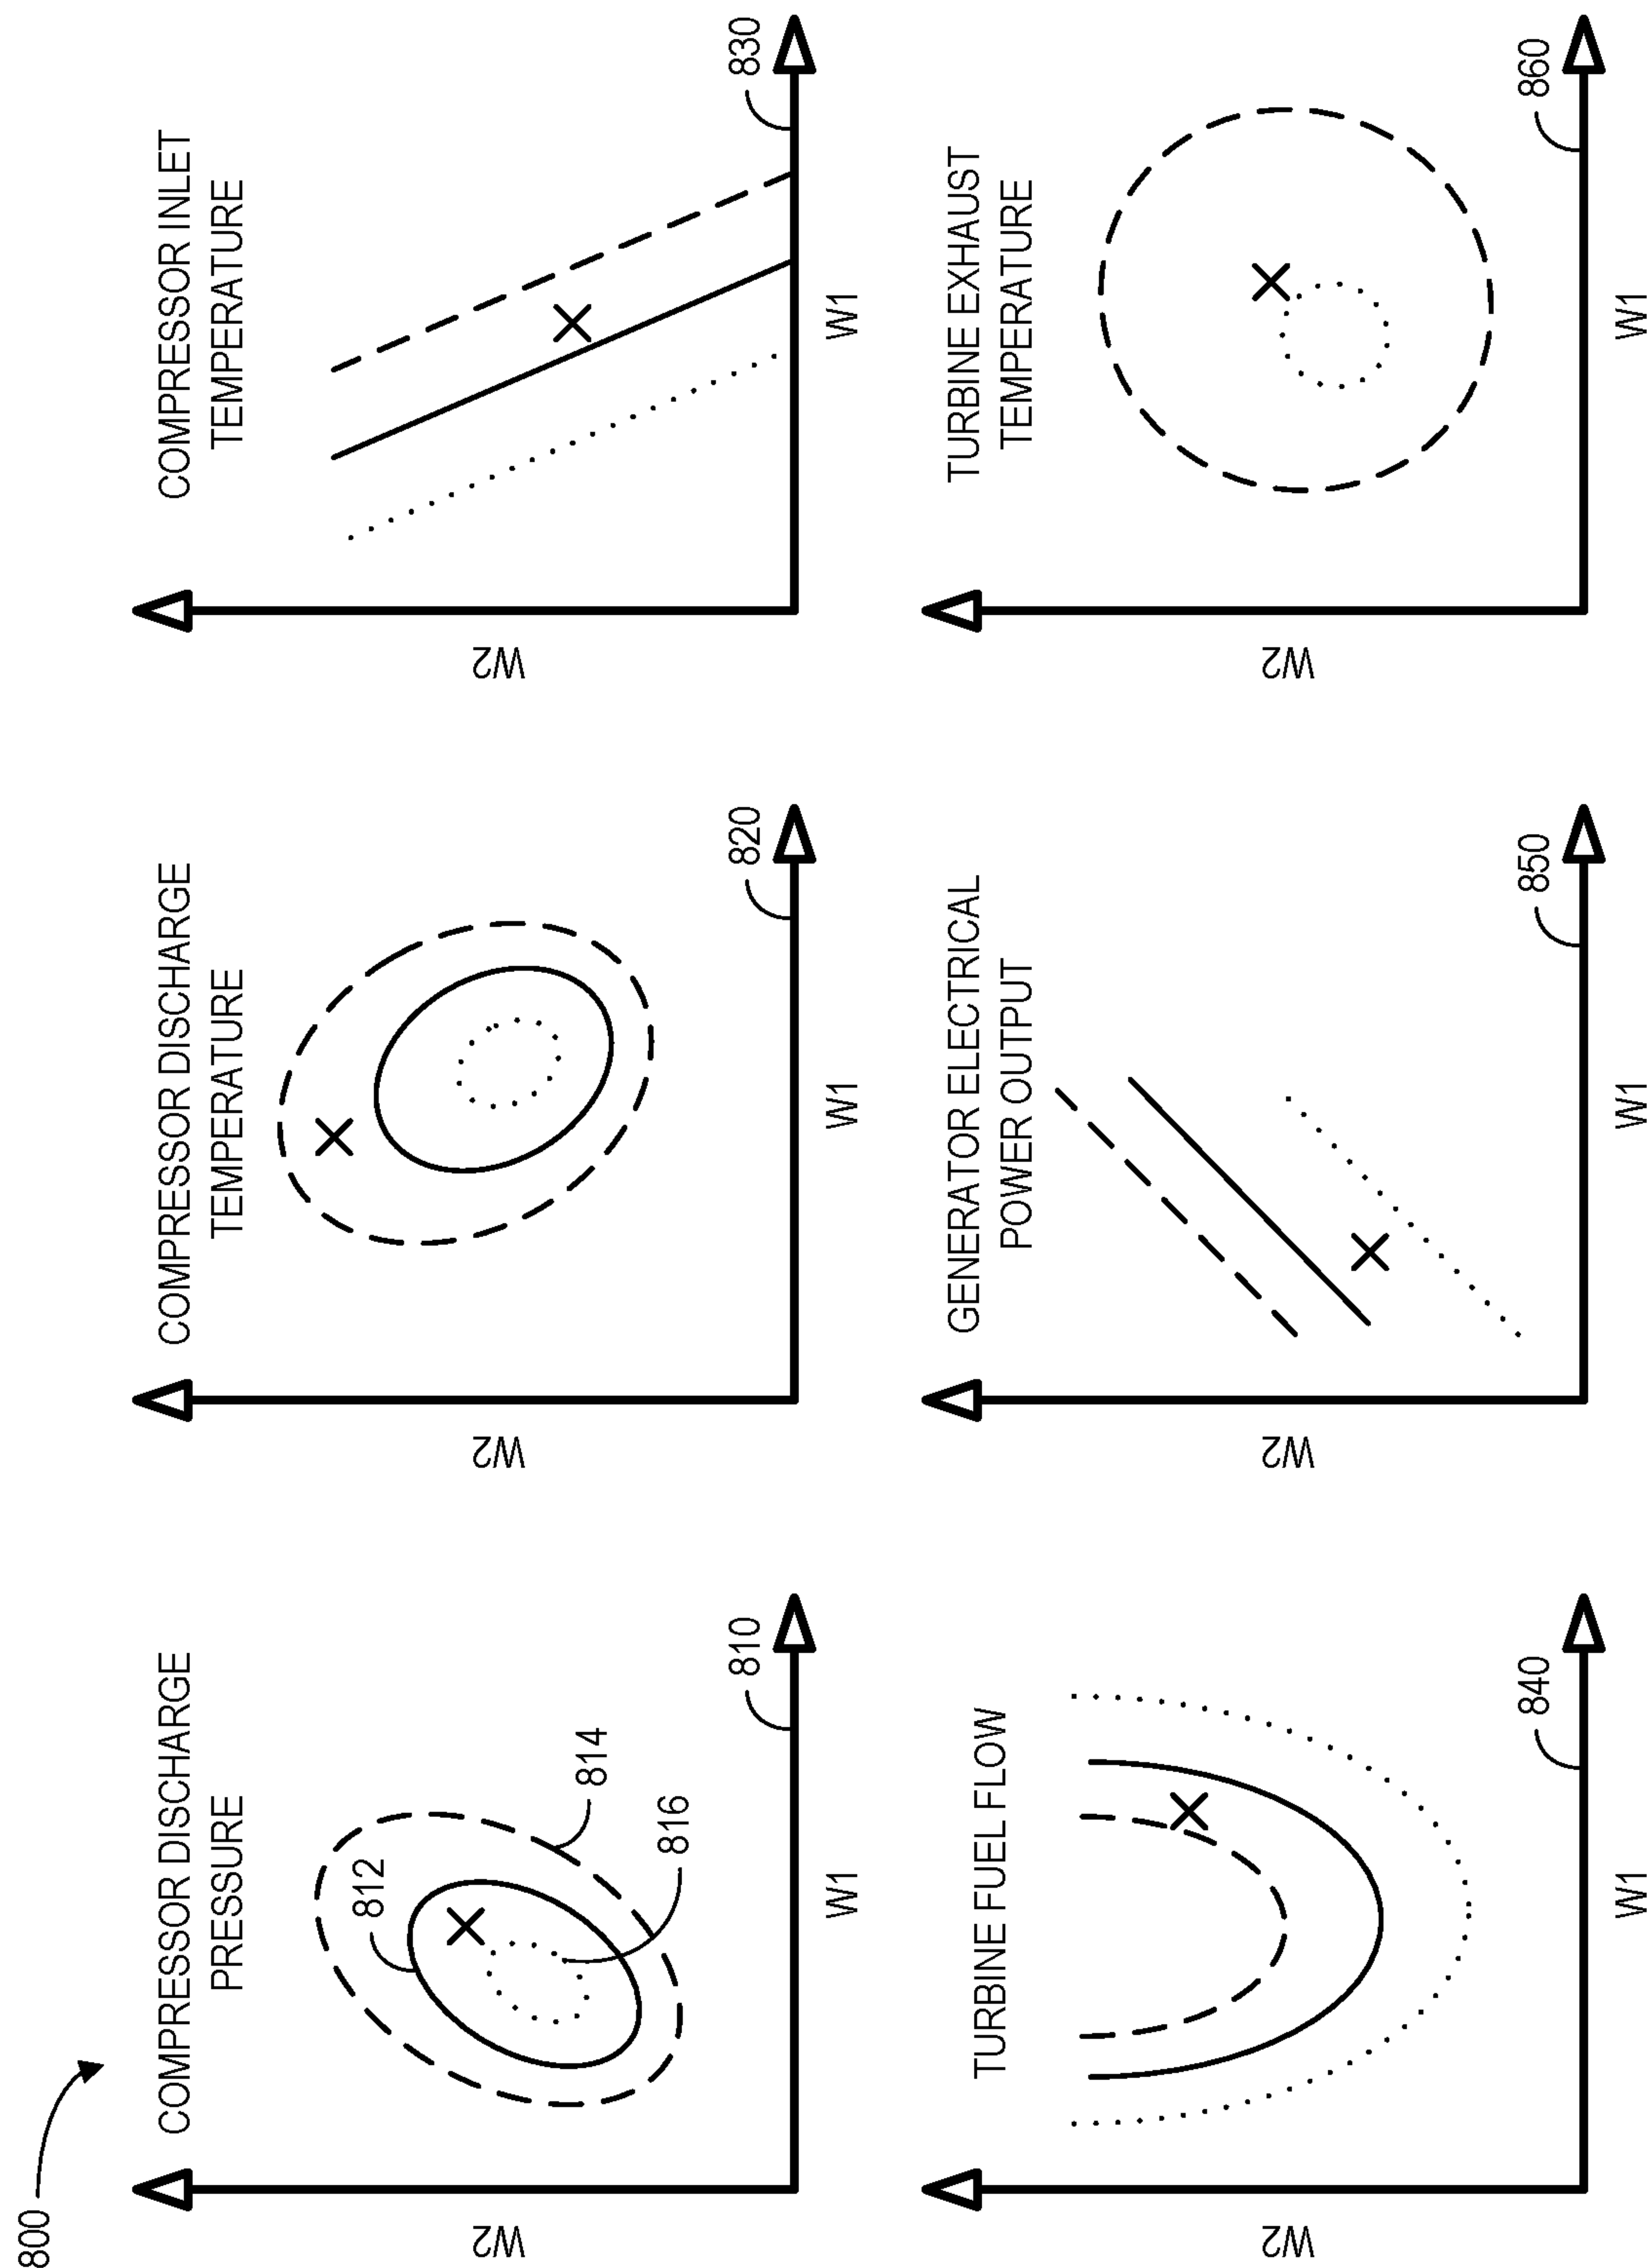 800
COMPRESSOR DISCHARGE
PRESSURE
812
814
816
810
W2
W1
COMPRESSOR DISCHARGE
TEMPERATURE
820
W2
W1
COMPRESSOR INLET
TEMPERATURE
830
W2
W1
TURBINE FUEL FLOW
840
W2
W1
GENERATOR ELECTRICAL
POWER OUTPUT
850
W2
W1
TURBINE EXHAUST
TEMPERATURE
860
W2
W1